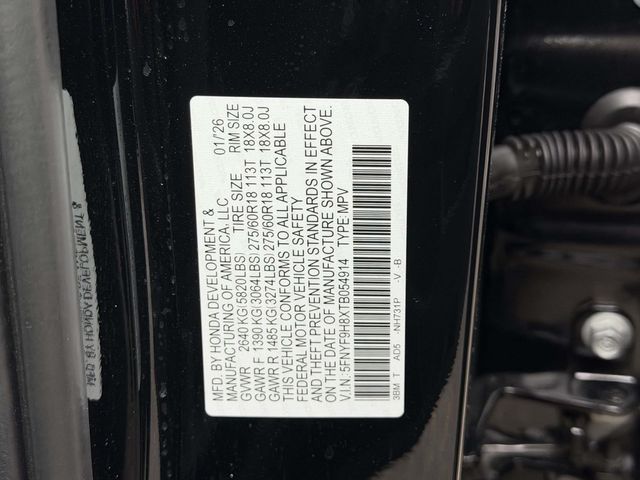 MFD. BY HONDA DEVELOPMENT &
MANUFACTURING OF AMERICA, LLC. 01/26
GVWR 2640 KG(5820LBS) TIRE SIZE RIM SIZE
GAWR F 1390 KG(3064LBS) 275/60R18 113T 18X8.0J
GAWR R 1485 KG(3274LBS) 275/60R18 113T 18X8.0J
THIS VEHICLE CONFORMS TO ALL APPLICABLE
FEDERAL MOTOR VEHICLE SAFETY
AND THEFT PREVENTION STANDARDS IN EFFECT
ON THE DATE OF MANUFACTURE SHOWN ABOVE.
V.I.N.: 5FNYF9H8XTB054914 TYPE: MPV
3BM T AD5 -NH731P -V -B